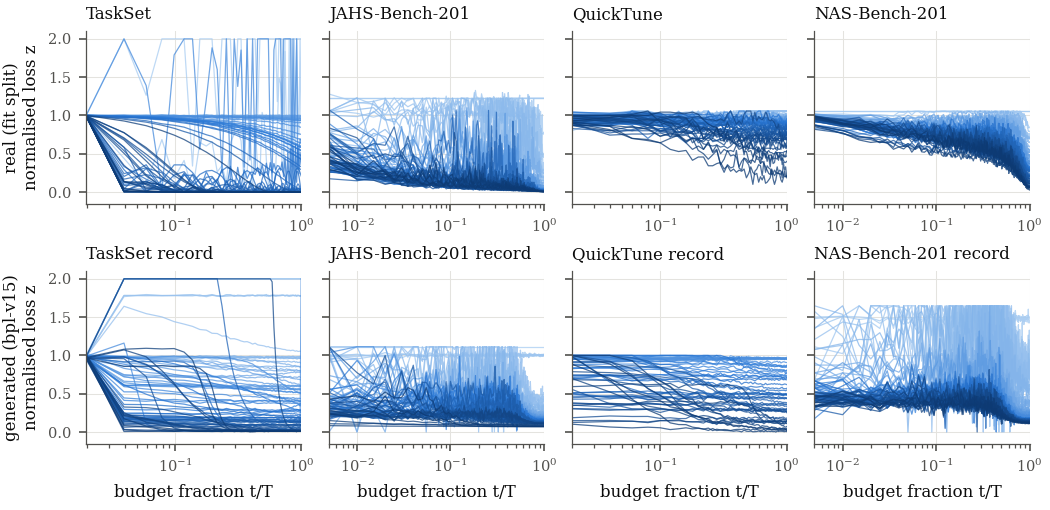 TaskSet
JAHS-Bench-201
QuickTune
NAS-Bench-201
real (fit split)
normalised loss z
2.0
1.5
1.0
0.5
0.0
10⁻¹
10⁰
10⁻²
10⁻¹
10⁰
10⁻¹
10⁰
10⁻²
10⁻¹
10⁰
TaskSet record
JAHS-Bench-201 record
QuickTune record
NAS-Bench-201 record
generated (bpl-v15)
normalised loss z
2.0
1.5
1.0
0.5
0.0
10⁻¹
10⁰
10⁻²
10⁻¹
10⁰
10⁻¹
10⁰
10⁻²
10⁻¹
10⁰
budget fraction t/T
budget fraction t/T
budget fraction t/T
budget fraction t/T